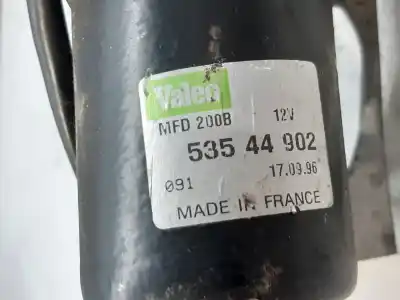 Valeo
MFD 200B 12V
535 44 902
091 17.09.96
MADE IN FRANCE